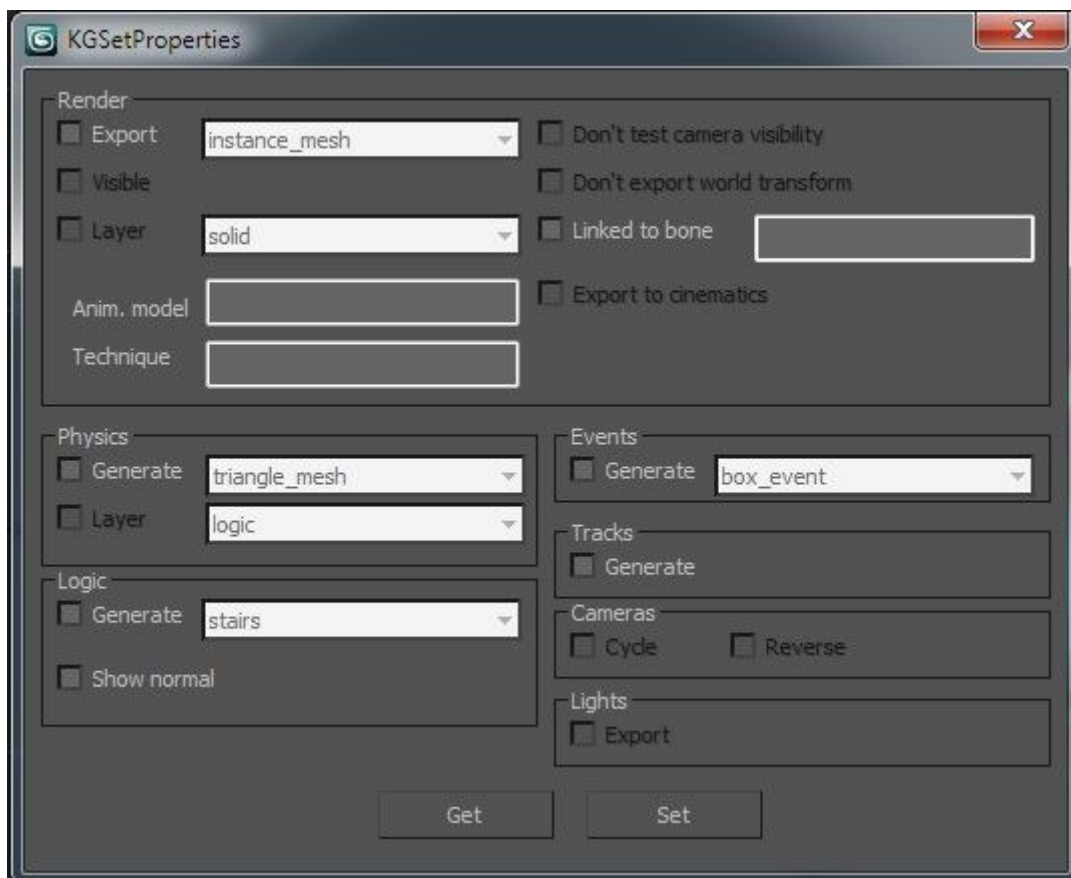 KGSetProperties
Render
Export
instance_mesh
Don't test camera visibility
Visible
Don't export world transform
Layer
solid
Linked to bone
Anim. model
Export to cinematics
Technique
Physics
Generate
triangle_mesh
Layer
logic
Events
Generate
box_event
Tracks
Generate
Logic
Generate
stairs
Show normal
Cameras
Cycle
Reverse
Lights
Export
Get
Set